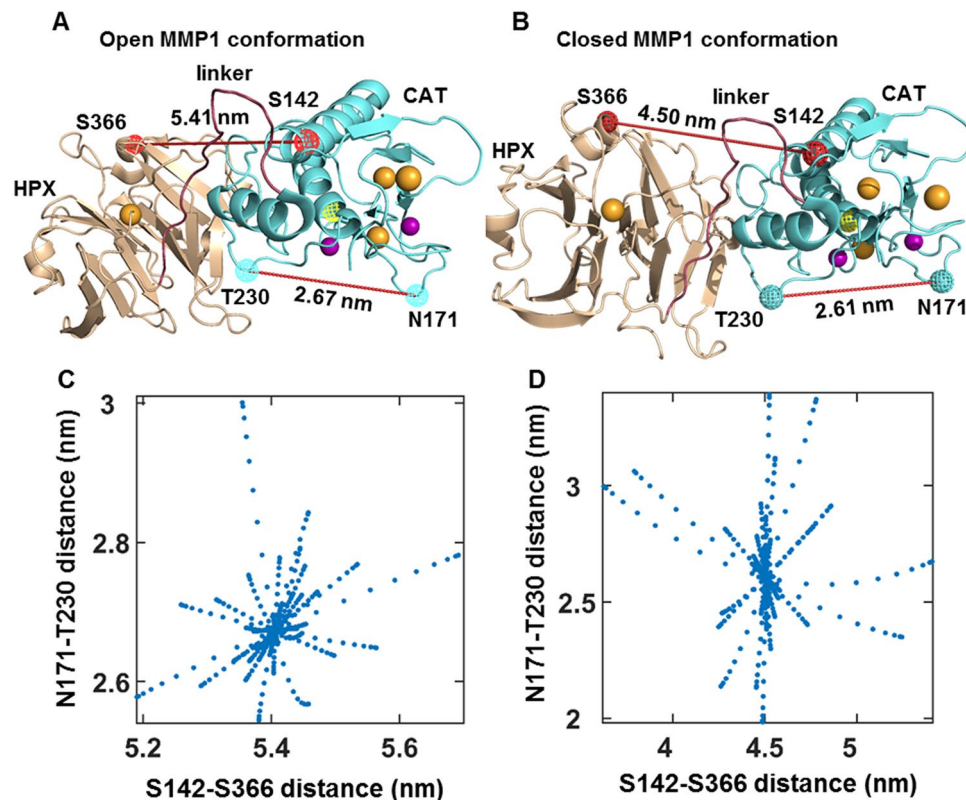 A
Open MMP1 conformation
linker
S142
CAT
S366
5.41 nm
HPX
T230
2.67 nm
N171
B
Closed MMP1 conformation
S366
linker
S142
CAT
4.50 nm
HPX
T230
2.61 nm
N171
C
N171-T230 distance (nm)
3
2.8
2.6
5.2 5.4 5.6
S142-S366 distance (nm)
D
N171-T230 distance (nm)
3
2.5
2
4 4.5 5
S142-S366 distance (nm)